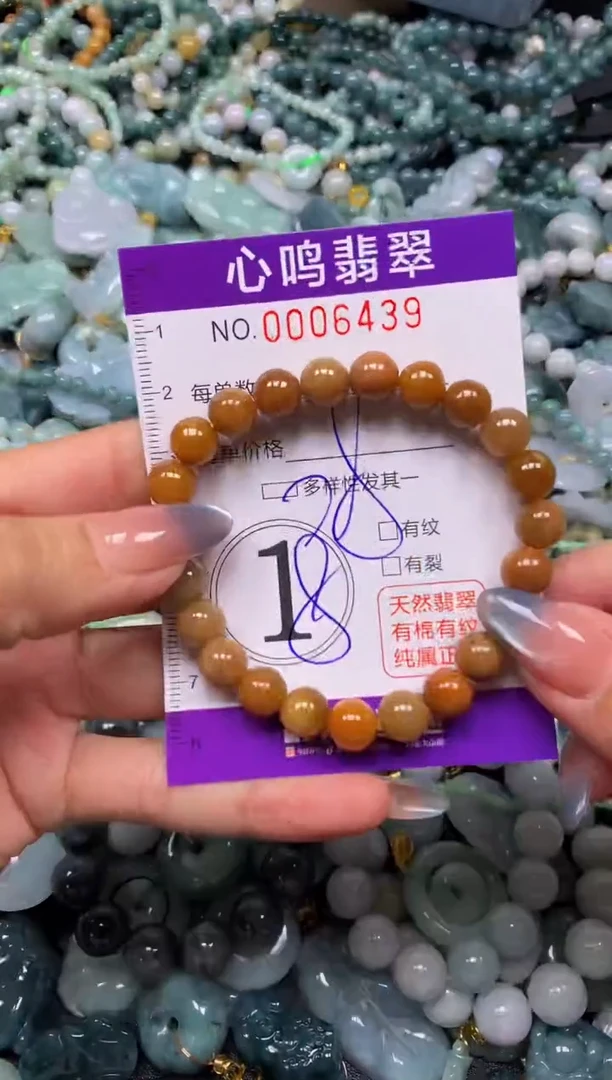 心鸣翡翠
NO.0006439
1
2
每单数
单价格
多样性发其一
有纹
1
有裂
天然翡翠
有棉有纹
纯属正
7